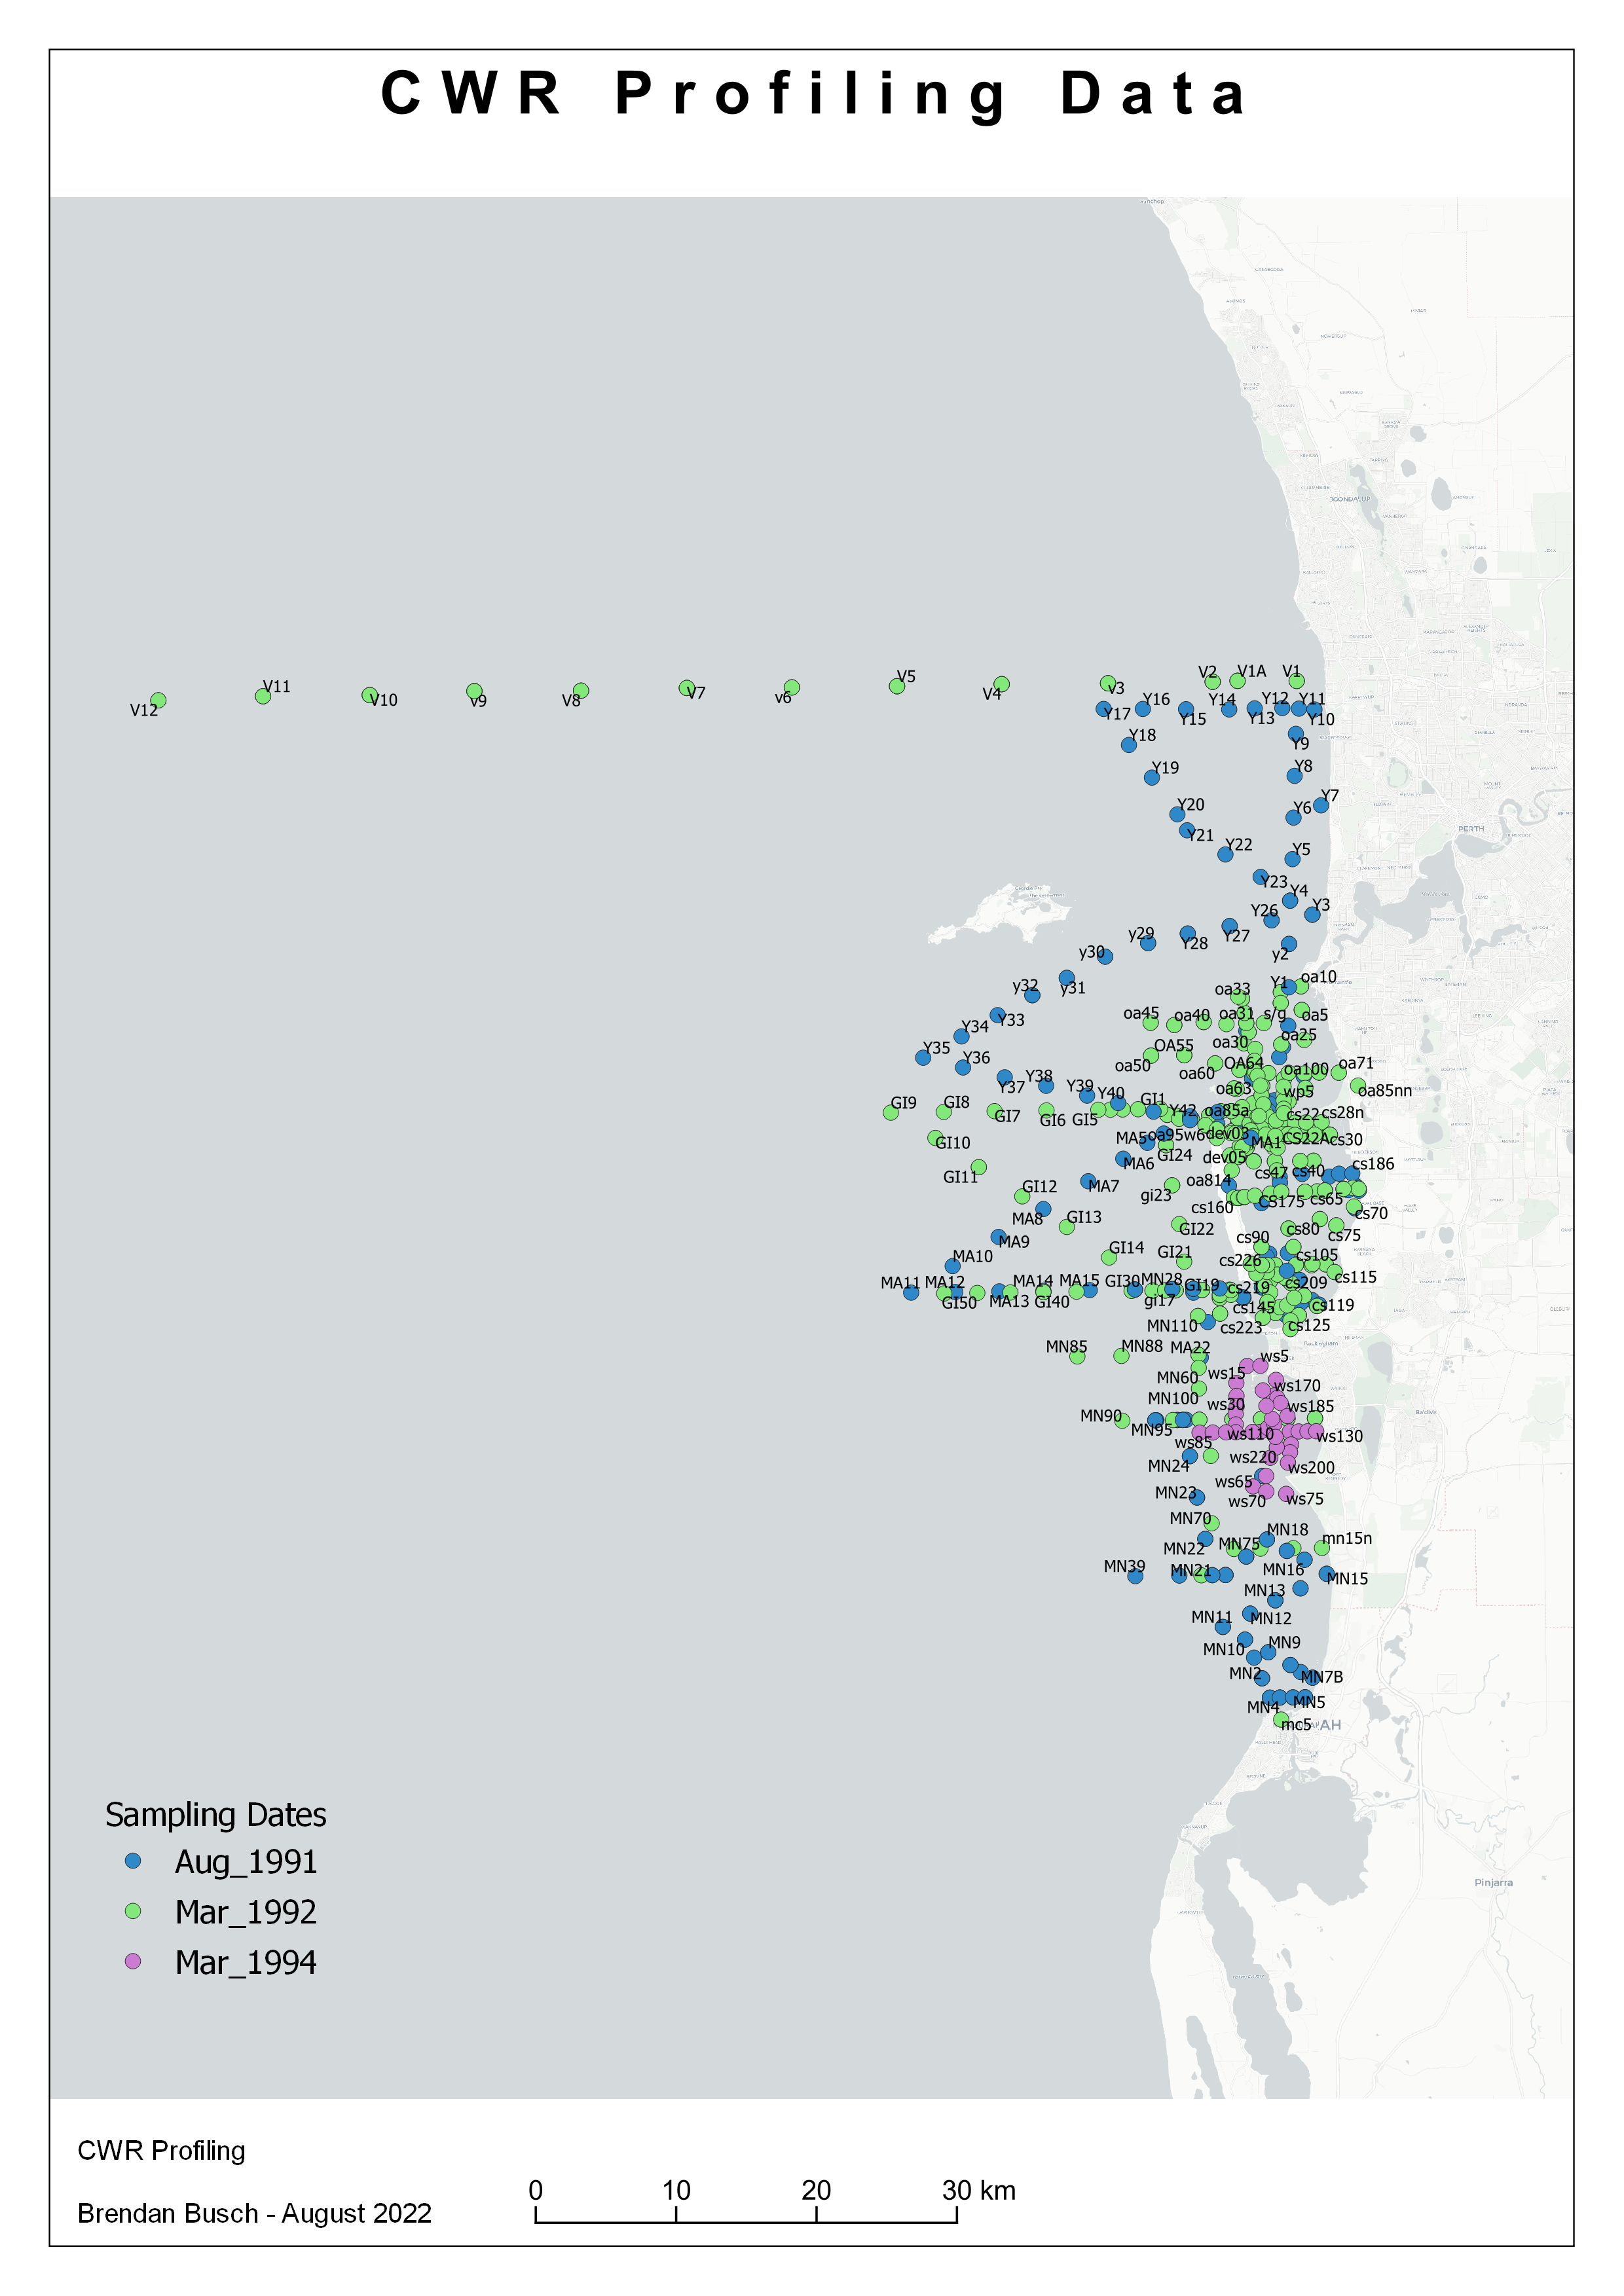 CWR Profiling Data
JOONDALUP
V5
V2 V1A V1
V11
V12
V10
v9
V8
V7
v6
V4
v3
Y17
Y16
Y15
Y14
Y13
Y12
Y11
Y10
Y9
Y18
Y19
Y8
Y7
Y20
Y6
Y21
PERTH
Y22
Y5
Y23
Y4
Y3
Y26
Y27
Y28
y29
y30
y2
y31
y32
Y1
oa10
oa33
Y33
oa45
oa40
oa31
s/g
oa5
Y34
oa30
oa25
Y35
OA55
Y36
oa50
oa60
OA64
oa100
oa71
Y37
Y38
Y39
Y40
oa63
wp5
oa85nn
GI9
GI8
GI7
GI6
GI5
GI1
Y42
oa85a
cs22
cs28n
GI10
MA5
oa95w6
dev03
MA1
CS22A
cs30
GI24
MA6
dev05
GI11
cs47
cs40
cs186
MA7
gi23
oa814
GI12
cs160
CS175
cs65
cs70
MA8
GI13
GI22
cs80
cs75
MA9
cs90
GI14
GI21
cs226
cs105
MA10
cs115
MA11
MA12
GI50
MA13
MA14
GI40
MA15
GI30
MN28
gi17
GI19
cs219
cs209
cs145
cs119
MN110
cs223
cs125
Rockingham
MN85
MN88
MA22
ws5
MN60
ws15
ws170
MN100
ws30
ws185
MN90
MN95
ws110
ws130
Baldivis
ws85
MN24
ws220
ws200
MN23
ws65
ws70
ws75
MN70
MN22
MN75
MN18
mn15n
MN39
MN21
MN16
MN15
MN13
MN11
MN12
MN10
MN9
MN2
MN7B
MN4
MN5
mc5
AH
Pinjarra
Sampling Dates
Aug_1991
Mar_1992
Mar_1994
CWR Profiling
Brendan Busch - August 2022
0 10 20 30 km